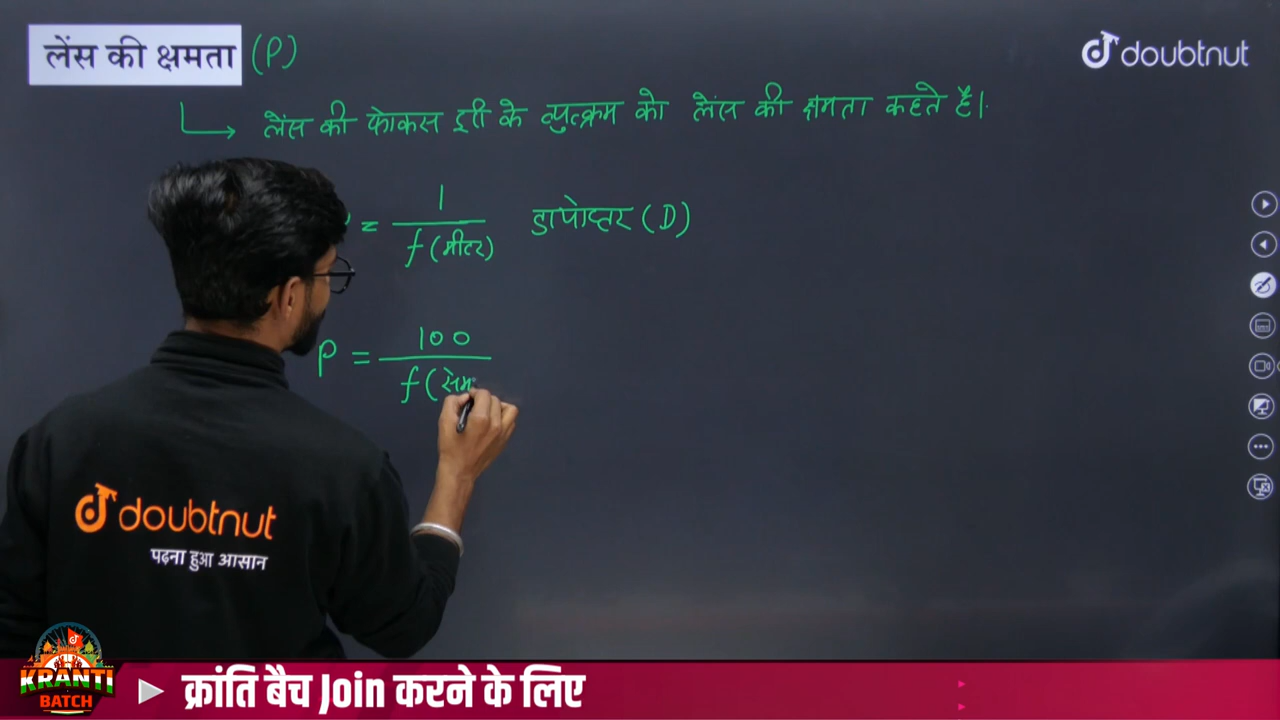 लेंस की क्षमता (P)
doubtnut
लेंस की फोकस दूरी के व्युत्क्रम को लेंस की क्षमता कहते है।
= 1 / f (मीटर) डायोप्टर (D)
P = 100 / f (सेम
doubtnut
पढ़ना हुआ आसान
KRANTI
BATCH
क्रांति बैच Join करने के लिए